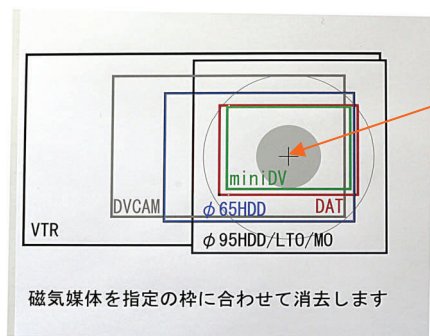 miniDV
DVCAM
φ65HDD
DAT
VTR
φ95HDD/LTO/MO
磁気媒体を指定の枠に合わせて消去します